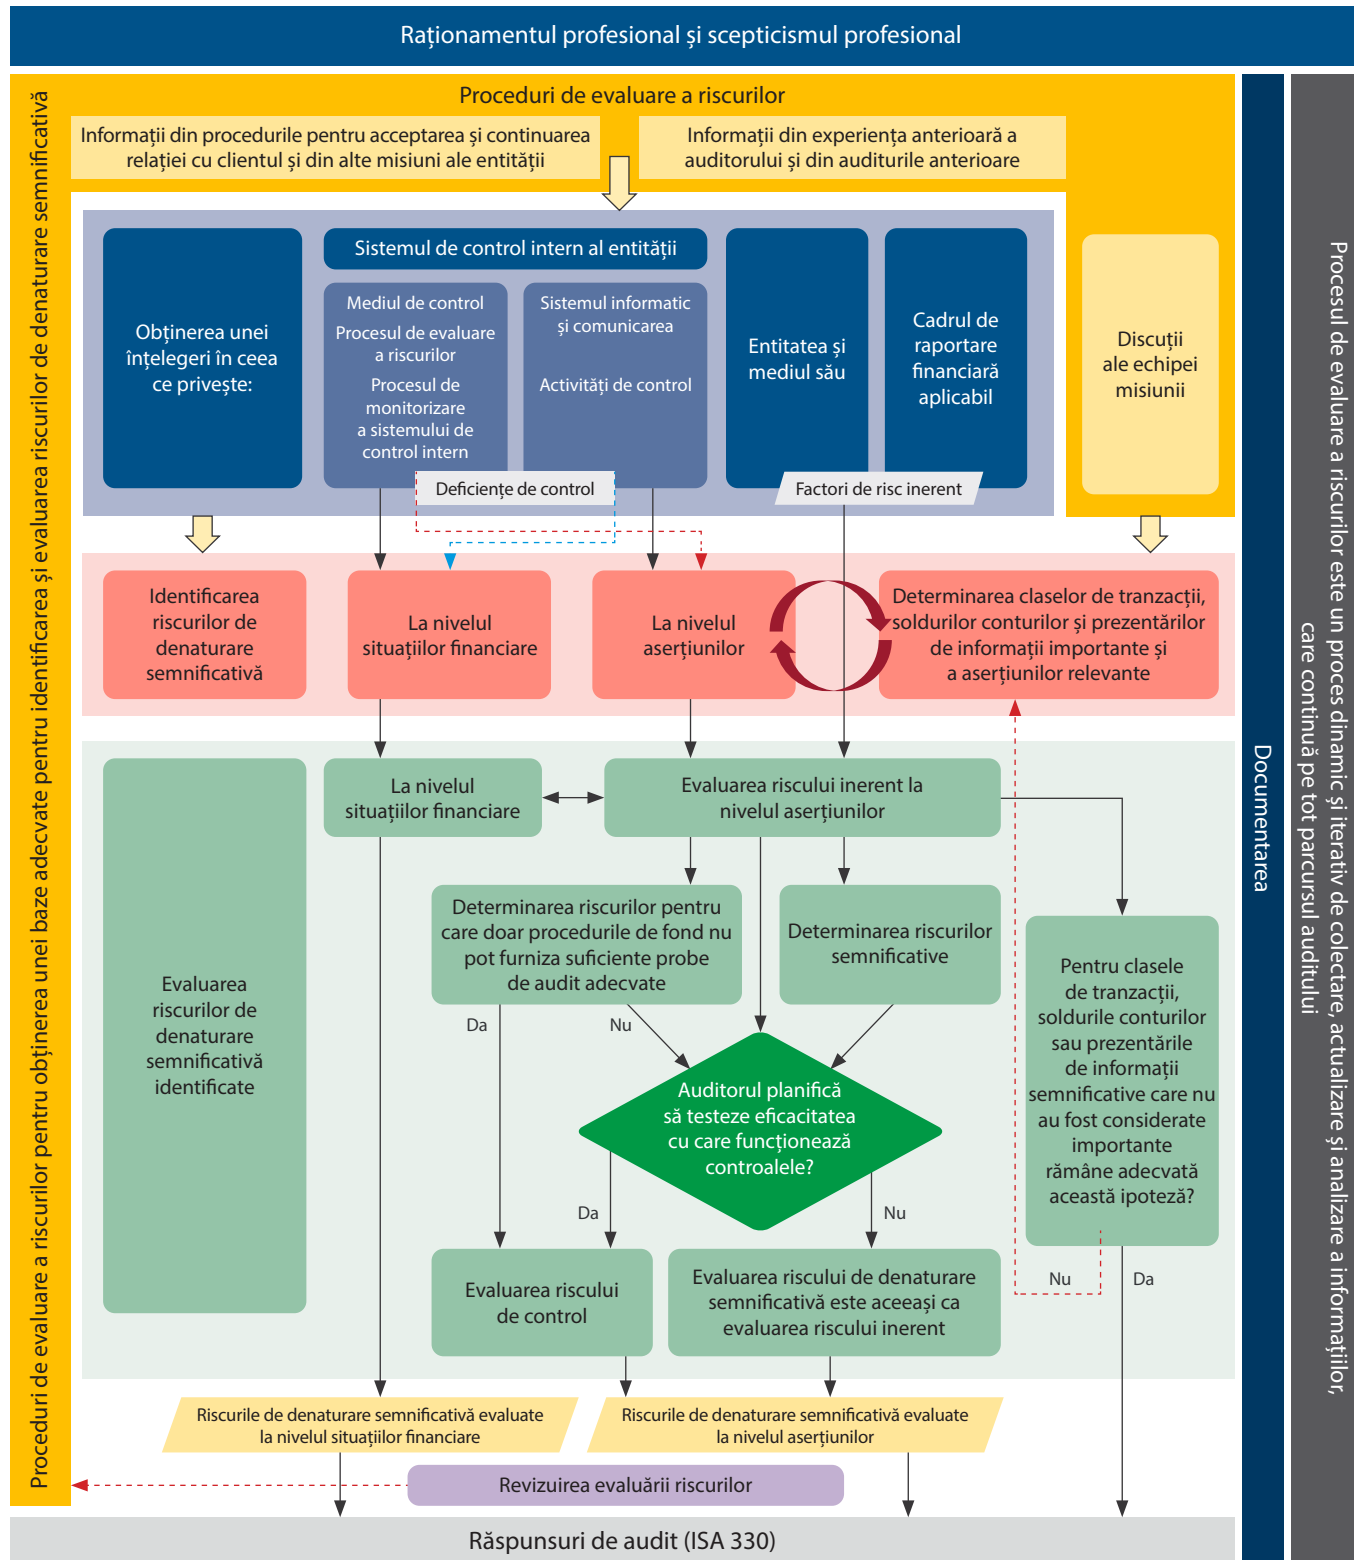 Raționamentul profesional și scepticismul profesional
Proceduri de evaluare a riscurilor pentru obținerea unei baze adecvate pentru identificarea și evaluarea riscurilor de denaturare semnificativă
Proceduri de evaluare a riscurilor
Informații din procedurile pentru acceptarea și continuarea
relației cu clientul și din alte misiuni ale entității
Informații din experiența anterioară a
auditorului și din auditurile anterioare
Obținerea unei
înțelegeri în ceea
ce privește:
Sistemul de control intern al entității
Mediul de control
Procesul de evaluare
a riscurilor
Procesul de
monitorizare
a sistemului de
control intern
Sistemul informatic
și comunicarea
Activități de control
Entitatea și
mediul său
Cadrul de
raportare
financiară
aplicabil
Discuții
ale echipei
misiunii
Deficiențe de control
Factori de risc inerent
Identificarea
riscurilor de
denaturare
semnificativă
La nivelul
situațiilor financiare
La nivelul
aserțiunilor
Determinarea claselor de tranzacții,
soldurilor conturilor și prezentărilor
de informații importante și
a aserțiunilor relevante
Evaluarea
riscurilor de
denaturare
semnificativă
identificate
La nivelul
situațiilor financiare
Evaluarea riscului inerent la
nivelul aserțiunilor
Determinarea riscurilor pentru
care doar procedurile de fond nu
pot furniza suficiente probe
de audit adecvate
Determinarea riscurilor
semnificative
Pentru clasele
de tranzacții,
soldurile conturilor
sau prezentările
de informații
semnificative care nu
au fost considerate
importante
rămâne adecvată
această ipoteză?
Da
Nu
Auditorul planifică
să testeze eficacitatea
cu care funcționează
controalele?
Da
Nu
Evaluarea riscului
de control
Evaluarea riscului de denaturare
semnificativă este aceeași ca
evaluarea riscului inerent
Nu
Da
Riscurile de denaturare semnificativă evaluate
la nivelul situațiilor financiare
Riscurile de denaturare semnificativă evaluate
la nivelul aserțiunilor
Revizuirea evaluării riscurilor
Răspunsuri de audit (ISA 330)
Documentarea
Procesul de evaluare a riscurilor este un proces dinamic și iterativ de colectare, actualizare și analizare a informațiilor,
care continuă pe tot parcursul auditului